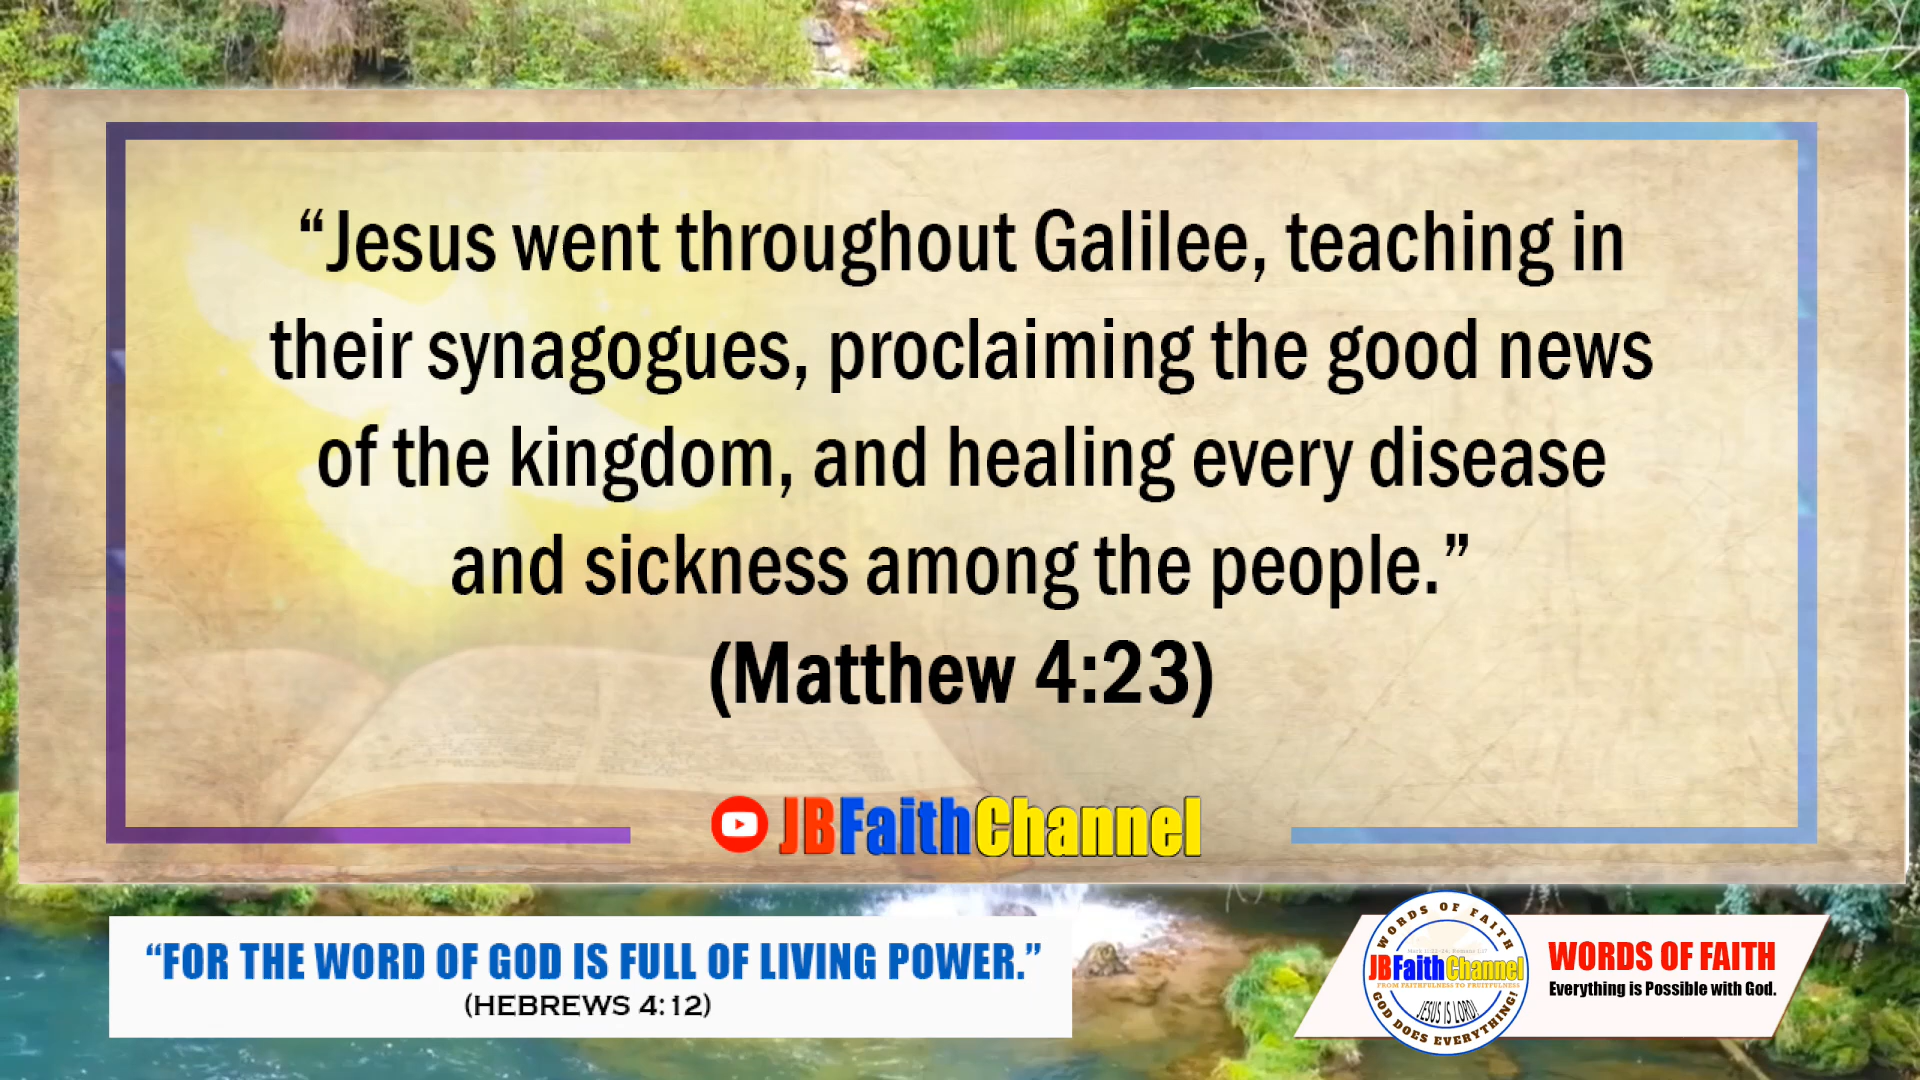 “Jesus went throughout Galilee, teaching in
their synagogues, proclaiming the good news
of the kingdom, and healing every disease
and sickness among the people.”
(Matthew 4:23)
JBFaithChannel
“FOR THE WORD OF GOD IS FULL OF LIVING POWER.”
(HEBREWS 4:12)
WORDS OF FAITH
JBFaithChannel
FROM FAITHFULNESS TO FRUITFULNESS
JESUS IS LORD!
GOD DOES EVERYTHING!
WORDS OF FAITH
Everything is Possible with God.